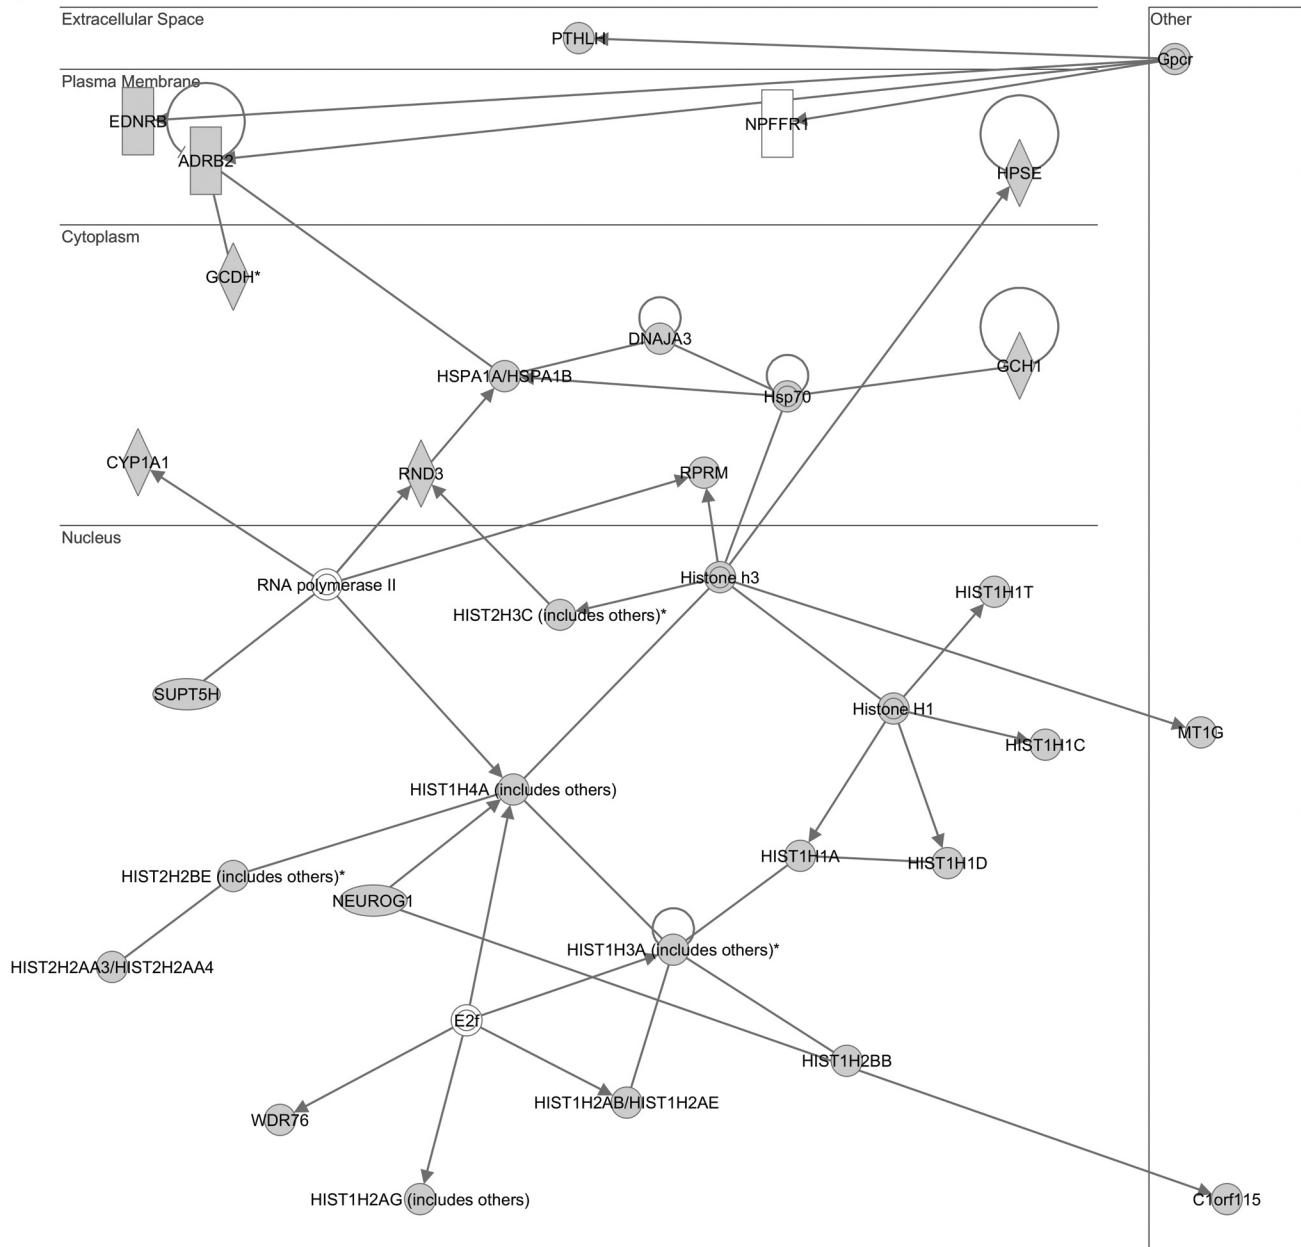 Extracellular Space
Other
PTHLH
Gpcr
Plasma Membrane
EDNRB
NPFFR1
ADRB2
HPSE
Cytoplasm
GCDH*
DNAJA3
GCH1
HSPA1A/HSPA1B
Hsp70
CYP1A1
RND3
RPRM
Nucleus
RNA polymerase II
Histone h3
HIST1H1T
HIST2H3C (includes others)*
SUPT5H
Histone H1
MT1G
HIST1H1C
HIST1H4A (includes others)
HIST1H1A
HIST1H1D
HIST2H2BE (includes others)*
NEUROG1
HIST1H3A (includes others)*
HIST2H2AA3/HIST2H2AA4
E2f
HIST1H2BB
HIST1H2AB/HIST1H2AE
WDR76
HIST1H2AG (includes others)
C1orf115